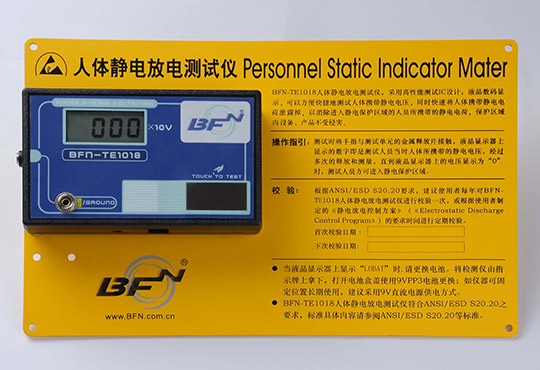 人体静电放电测试仪 Personnel Static Indicator Mater
000 ×10V
BFN
BFN-TE1018
TOUCH TO TEST
/GROUND
BFN-TE1018人体静电放电测试仪，采用高性能测试IC设计，液晶数码显
示，可以方便快捷地测试人体携带静电电压，同时快速将人体携带静电电
荷泄露掉，以消除进入静电保护区域的人员所携带的静电电荷，保护区域
内设备、产品不受侵害。
操作指引：测试时将手指与测试单元的金属释放片接触，液晶显示器上
显示的数字即是测试人员当时人体所携带的静电电压，经过
多次的释放和测量，直到液晶显示器上的电压显示为“0”
时，测试人员方可进入静电保护区域。
校 验：根据ANSI/ESD S20.20要求，建议使用者每年对BFN-
TE1018人体静电放电测试仪进行校验一次，或根据使用者制
定的《静电放电控制方案》（《Electrostatic Discharge
Control Program》）的要求时间进行定期校验。
首次校验日期：
下次校验日期：
● 当液晶显示器上显示“LOBAT”时，请更换电池。将检测仪由指
示牌上拿下，打开电池盒盖使用9VPP3电池更换；如仪器可固
定位置长期使用，建议采用9V直流电源供电方式。
● BFN-TE1018人体静电放电测试仪符合ANSI/ESD S20.20之
要求，标准具体内容请参阅ANSI/ESD S20.20等标准。
BFN®
www.BFN.com.cn